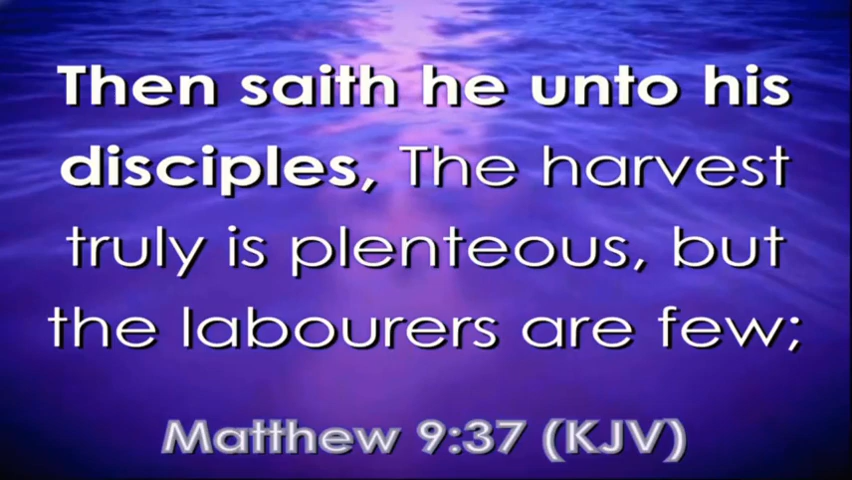 Then saith he unto his
disciples, The harvest
truly is plenteous, but
the labourers are few;
Matthew 9:37 (KJV)